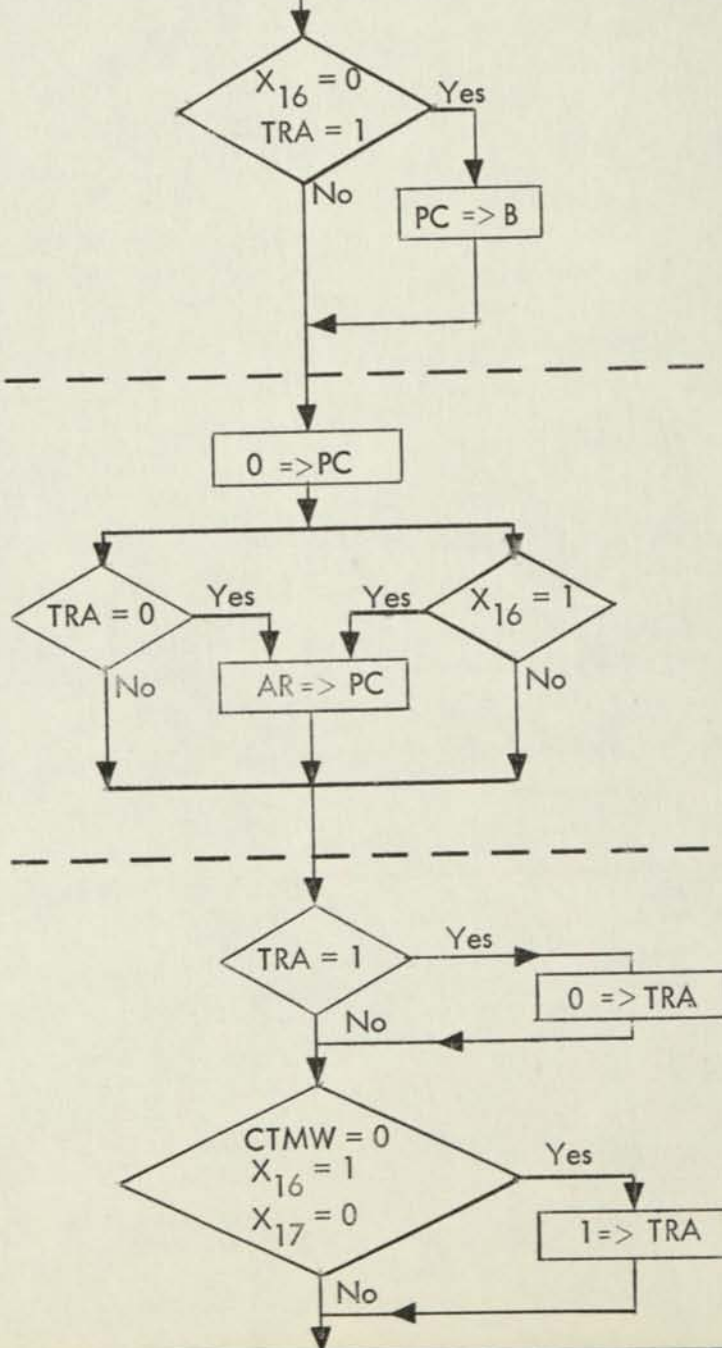 X16 = 0
TRA = 1
Yes
No
PC => B
0 =>PC
TRA = 0
Yes
Yes
X16 = 1
No
AR => PC
No
TRA = 1
Yes
0 => TRA
No
CTMW = 0
X16 = 1
X17 = 0
Yes
1=> TRA
No